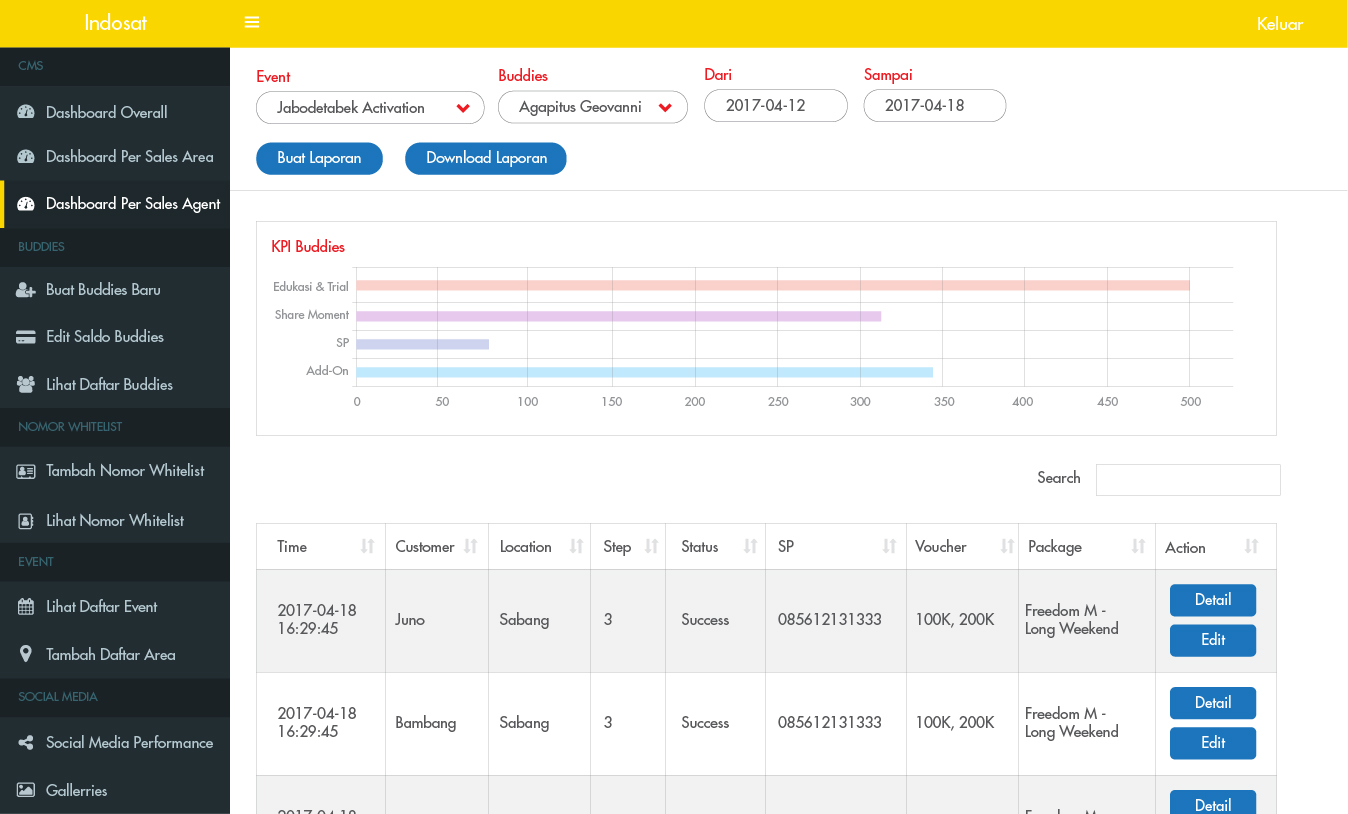 Indosat
Keluar
CMS
Dashboard Overall
Dashboard Per Sales Area
Dashboard Per Sales Agent
BUDDIES
Buat Buddies Baru
Edit Saldo Buddies
Lihat Daftar Buddies
NOMOR WHITELIST
Tambah Nomor Whitelist
Lihat Nomor Whitelist
EVENT
Lihat Daftar Event
Tambah Daftar Area
SOCIAL MEDIA
Social Media Performance
Gallerries
Event Buddies Dari Sampai
Jabodetabek Activation Agapitus Geovanni 2017-04-12 2017-04-18
Buat Laporan Download Laporan
KPI Buddies
Edukasi & Trial
Share Moment
SP
Add-On
0 50 100 150 200 250 300 350 400 450 500
Search
Time Customer Location Step Status SP Voucher Package Action
2017-04-18 Freedom M - Detail
16:29:45 Juno Sabang 3 Success 085612131333 100K, 200K Long Weekend
Edit
2017-04-18 Freedom M - Detail
16:29:45 Bambang Sabang 3 Success 085612131333 100K, 200K Long Weekend
Edit
2017-04-18 Freedom M - Detail